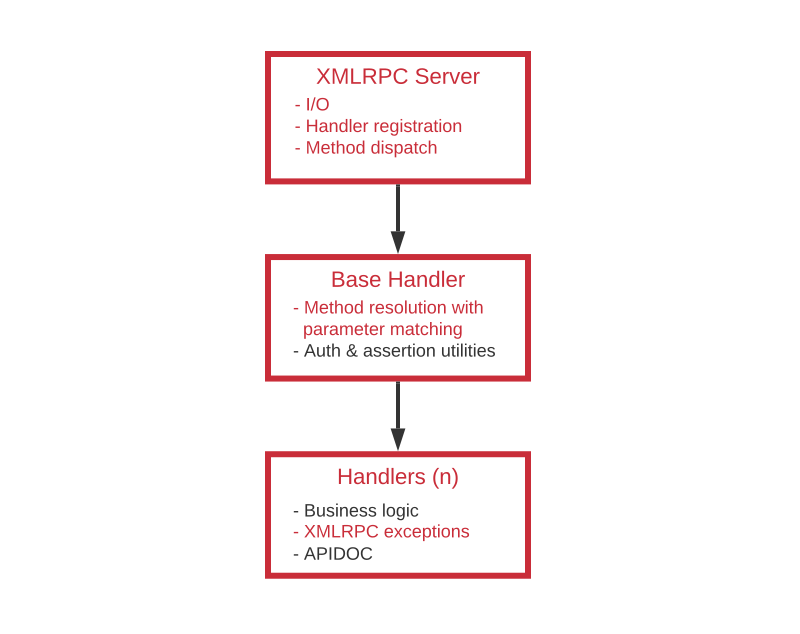 XMLRPC Server
- I/O
- Handler registration
- Method dispatch
Base Handler
- Method resolution with
parameter matching
- Auth & assertion utilities
Handlers (n)
- Business logic
- XMLRPC exceptions
- APIDOC